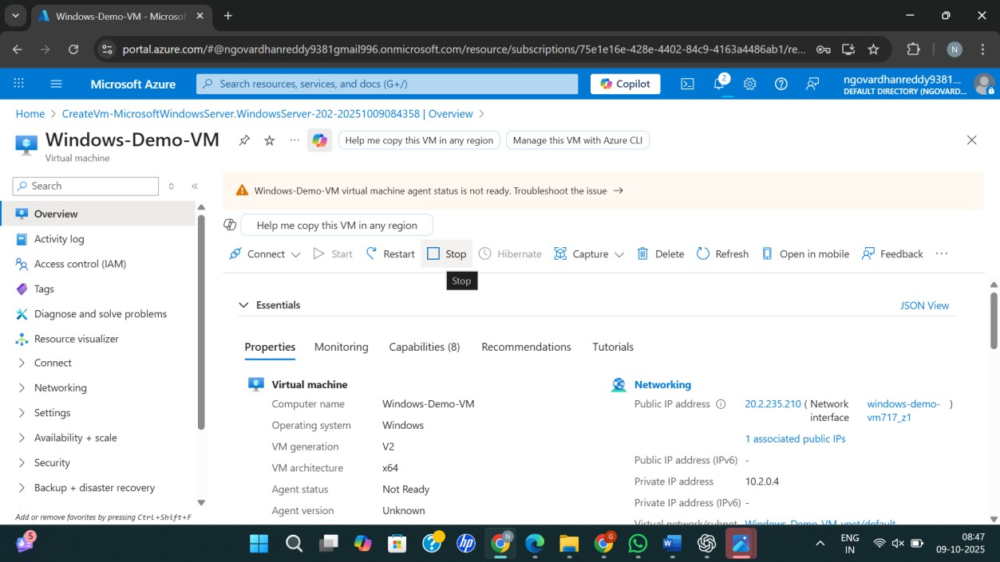 Windows-Demo-VM - Microsof
portal.azure.com/#@ngovardhanreddy9381gmail996.onmicrosoft.com/resource/subscriptions/75e1e16e-428e-4402-84c9-4163a4486ab1/re...
N
Microsoft Azure
Search resources, services, and docs (G+/)
Copilot
2
ngovardhanreddy9381...
DEFAULT DIRECTORY (NGOVARD...
Home > CreateVm-MicrosoftWindowsServer.WindowsServer-202-20251009084358 | Overview >
Windows-Demo-VM
Virtual machine
Help me copy this VM in any region
Manage this VM with Azure CLI
Search
Overview
Activity log
Access control (IAM)
Tags
Diagnose and solve problems
Resource visualizer
Connect
Networking
Settings
Availability + scale
Security
Backup + disaster recovery
Add or remove favorites by pressing Ctrl+Shift+F
Windows-Demo-VM virtual machine agent status is not ready. Troubleshoot the issue →
Help me copy this VM in any region
Connect Start Restart Stop Hibernate Capture Delete Refresh Open in mobile Feedback ...
Stop
Essentials
JSON View
Properties Monitoring Capabilities (8) Recommendations Tutorials
Virtual machine
Computer name Windows-Demo-VM
Operating system Windows
VM generation V2
VM architecture x64
Agent status Not Ready
Agent version Unknown
Networking
Public IP address 20.2.235.210 ( Network interface windows-demo-vm717_z1 )
1 associated public IPs
Public IP address (IPv6) -
Private IP address 10.2.0.4
Private IP address (IPv6) -
Virtual network/subnet Windows-Demo-VM_vnet/default
5
N
G
ENG
IN
08:47
09-10-2025